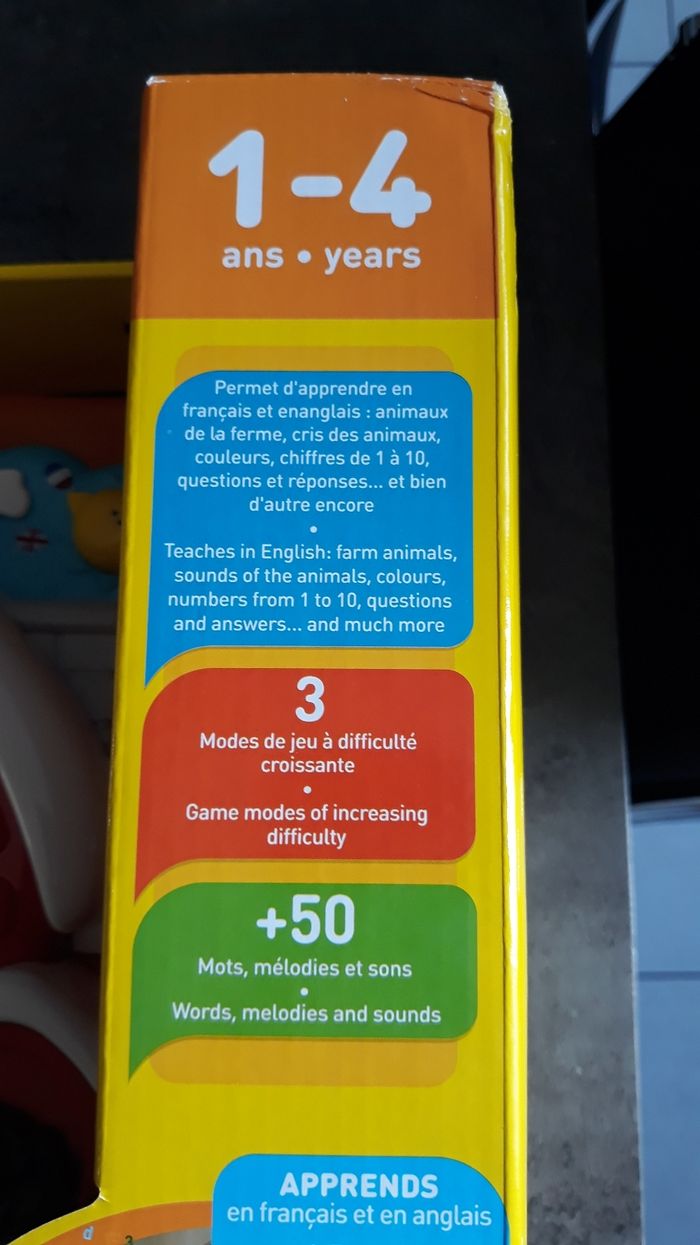 1-4
ans • years
Permet d'apprendre en
français et enanglais : animaux
de la ferme, cris des animaux,
couleurs, chiffres de 1 à 10,
questions et réponses... et bien
d'autre encore
•
Teaches in English: farm animals,
sounds of the animals, colours,
numbers from 1 to 10, questions
and answers... and much more
3
Modes de jeu à difficulté
croissante
•
Game modes of increasing
difficulty
+50
Mots, mélodies et sons
•
Words, melodies and sounds
APPRENDS
en français et en anglais
d 3